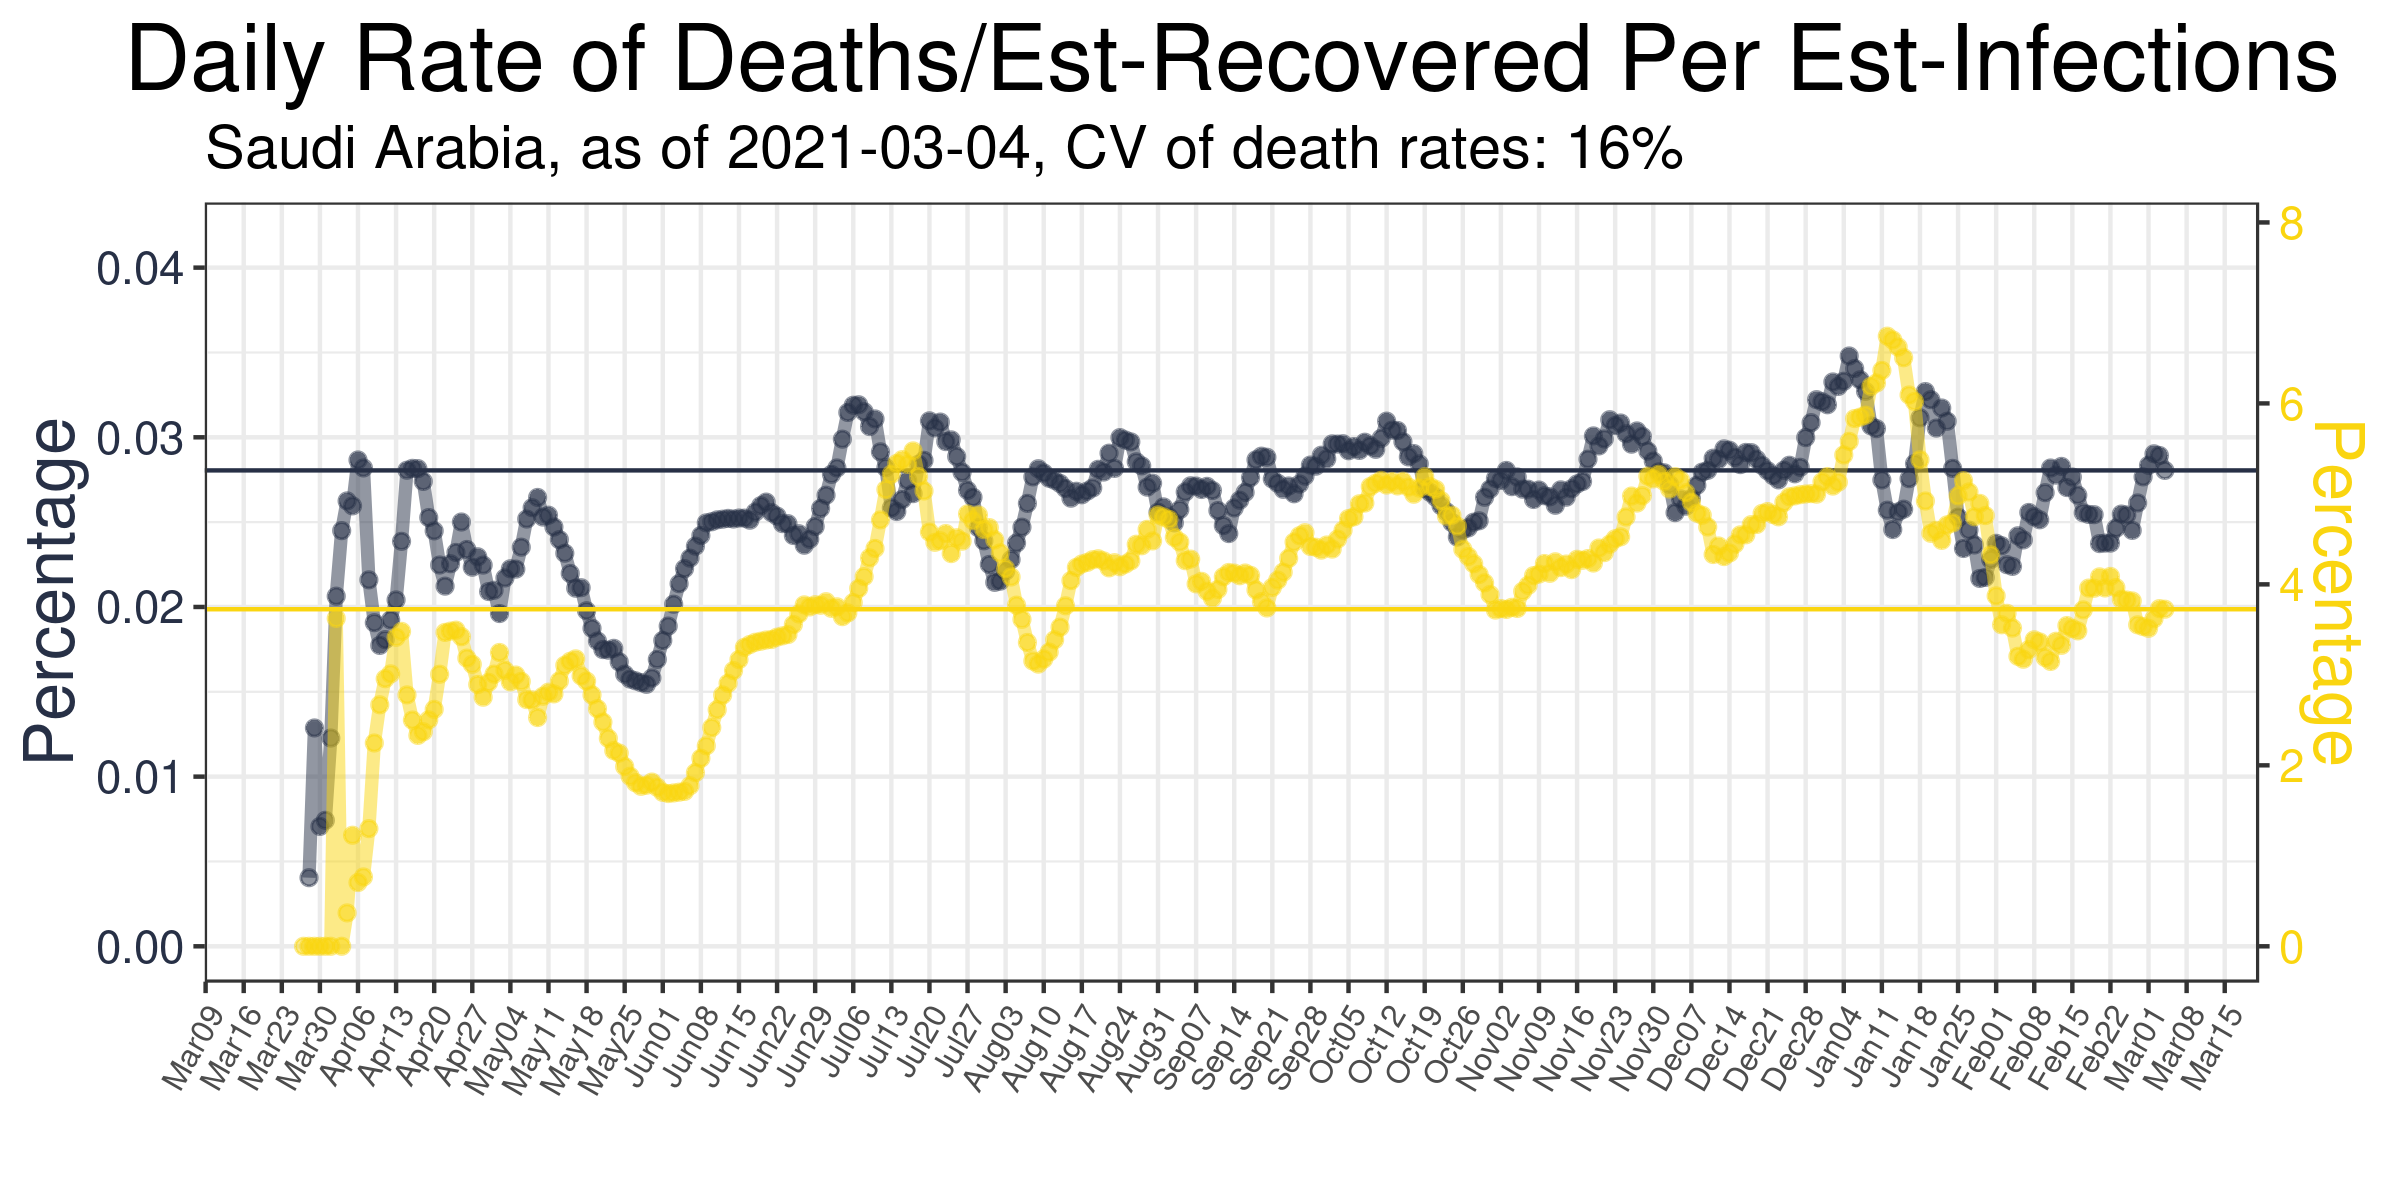 Daily Rate of Deaths/Est-Recovered Per Est-Infections
Saudi Arabia, as of 2021-03-04, CV of death rates: 16%
Percentage
0.04
0.03
0.02
0.01
0.00
8
6
4
2
0
Percentage
Mar09
Mar16
Mar23
Mar30
Apr06
Apr13
Apr20
Apr27
May04
May11
May18
May25
Jun01
Jun08
Jun15
Jun22
Jun29
Jul06
Jul13
Jul20
Jul27
Aug03
Aug10
Aug17
Aug24
Aug31
Sep07
Sep14
Sep21
Sep28
Oct05
Oct12
Oct19
Oct26
Nov02
Nov09
Nov16
Nov23
Nov30
Dec07
Dec14
Dec21
Dec28
Jan04
Jan11
Jan18
Jan25
Feb01
Feb08
Feb15
Feb22
Mar01
Mar08
Mar15